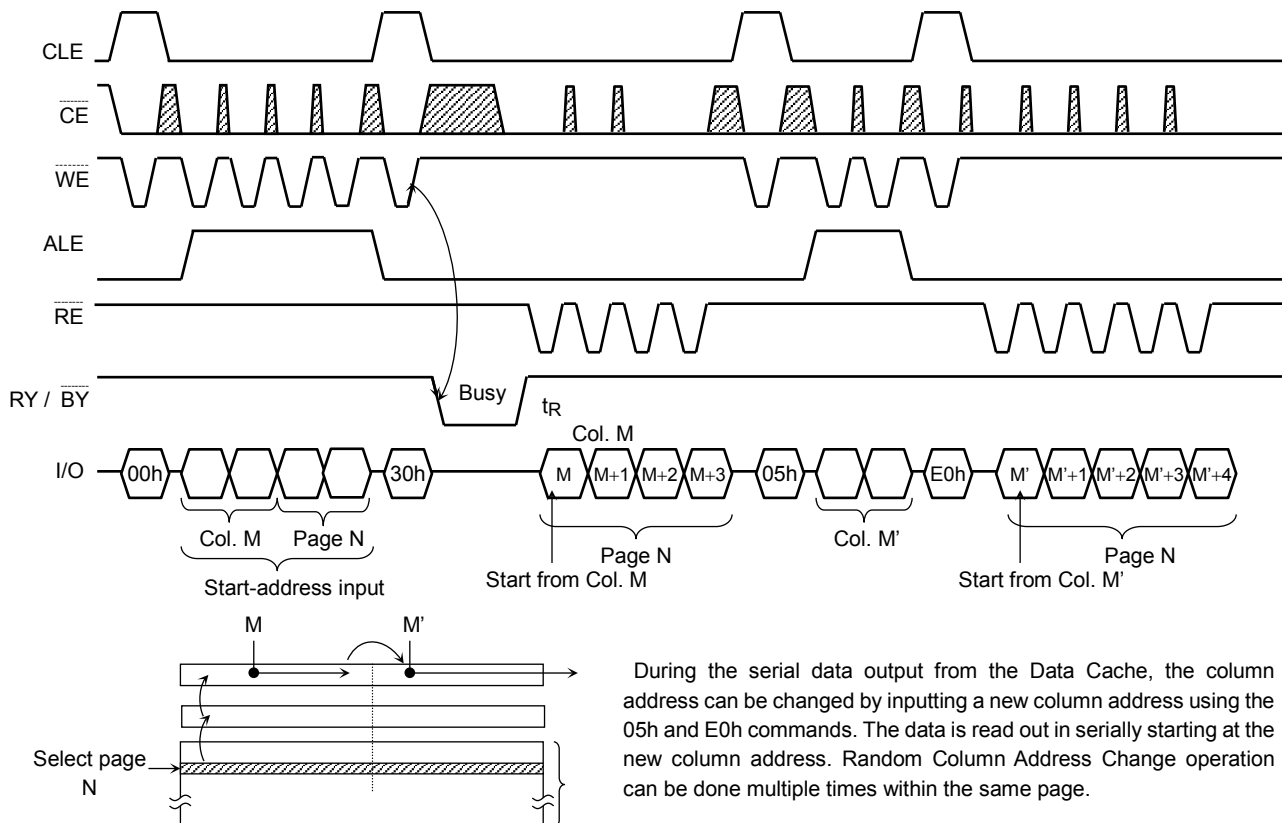 CLE
CE
WE
ALE
RE
RY / BY
Busy
tR
Col. M
I/O
00h
30h
M
M+1
M+2
M+3
05h
E0h
M'
M'+1
M'+2
M'+3
M'+4
Col. M
Page N
Start-address input
Page N
Start from Col. M
Col. M'
Page N
Start from Col. M'
M
M'
Select page
N
During the serial data output from the Data Cache, the column
address can be changed by inputting a new column address using the
05h and E0h commands. The data is read out in serially starting at the
new column address. Random Column Address Change operation
can be done multiple times within the same page.